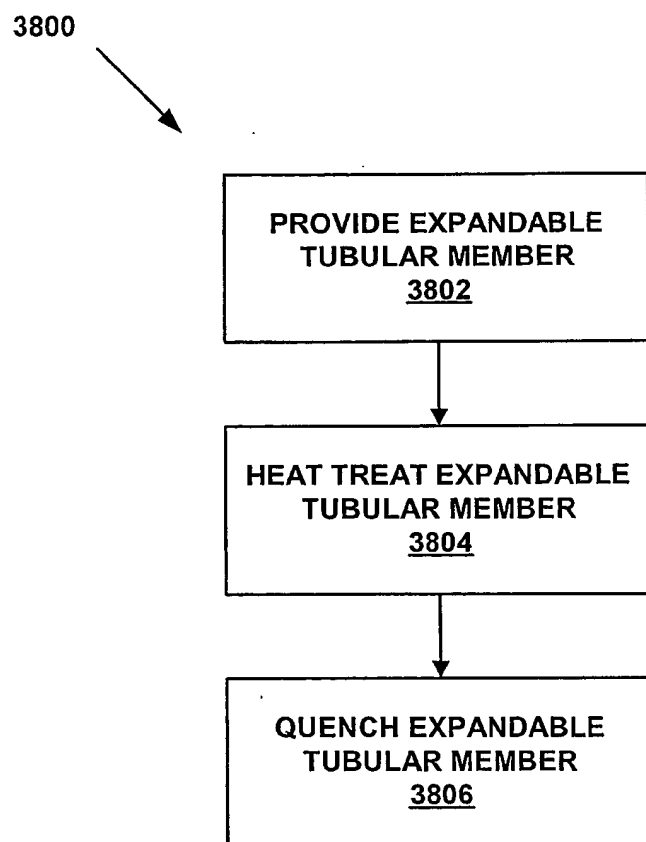 3800
PROVIDE EXPANDABLE
TUBULAR MEMBER
3802
HEAT TREAT EXPANDABLE
TUBULAR MEMBER
3804
QUENCH EXPANDABLE
TUBULAR MEMBER
3806